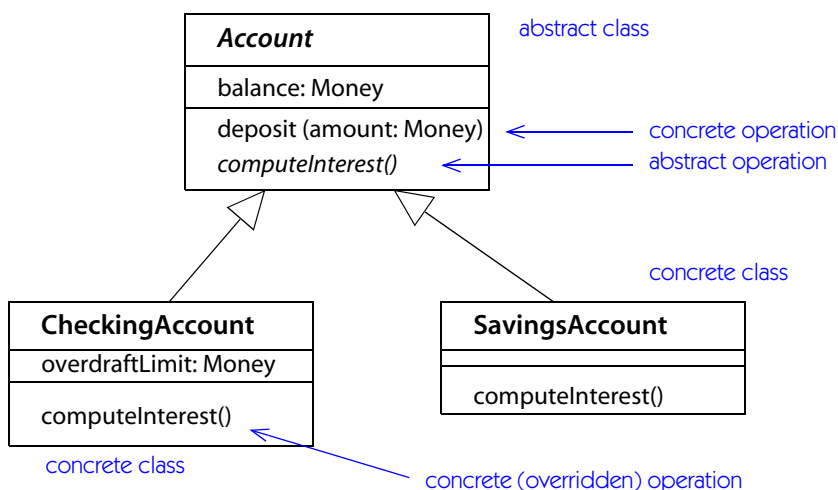 Account
abstract class
balance: Money
deposit (amount: Money)
concrete operation
computeInterest()
abstract operation
concrete class
CheckingAccount
SavingsAccount
overdraftLimit: Money
computeInterest()
computeInterest()
concrete class
concrete (overridden) operation